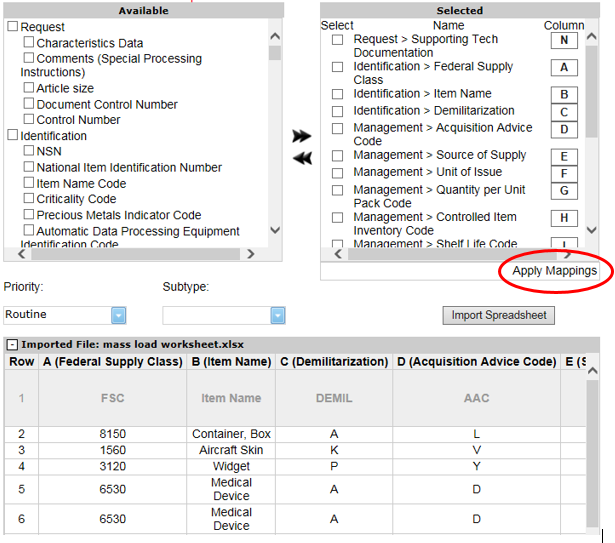 Available
Request
Characteristics Data
Comments (Special Processing
Instructions)
Article size
Document Control Number
Control Number
Identification
NSN
National Item Identification Number
Item Name Code
Criticality Code
Precious Metals Indicator Code
Automatic Data Processing Equipment
Identification Code
Selected
Select Name Column
Request > Supporting Tech N
Documentation
Identification > Federal Supply A
Class
Identification > Item Name B
Identification > Demilitarization C
Management > Acquisition Advice D
Code
Management > Source of Supply E
Management > Unit of Issue F
Management > Quantity per Unit G
Pack Code
Management > Controlled Item H
Inventory Code
Management > Shelf Life Code I
Apply Mappings
Priority: Subtype:
Routine
Import Spreadsheet
- Imported File: mass load worksheet.xlsx
Row A (Federal Supply Class) B (Item Name) C (Demilitarization) D (Acquisition Advice Code) E (S
1 FSC Item Name DEMIL AAC
2 8150 Container, Box A L
3 1560 Aircraft Skin K V
4 3120 Widget P Y
5 6530 Medical Device A D
6 6530 Medical Device A D